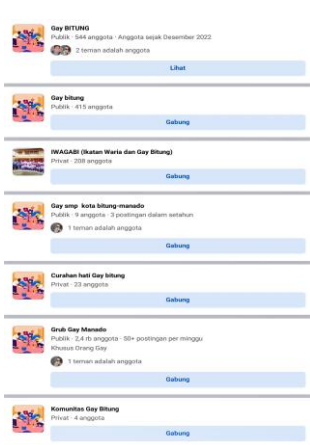 Gay BITUNG
Publik · 544 anggota · Anggota sejak Desember 2022
2 teman adalah anggota
Lihat
Gay bitung
Publik · 415 anggota
Gabung
IWAGABI (Ikatan Waria dan Gay Bitung)
Privat · 208 anggota
Gabung
Gay smp kota bitung-manado
Publik · 9 anggota · 3 postingan dalam setahun
1 teman adalah anggota
Gabung
Curahan hati Gay bitung
Privat · 23 anggota
Gabung
Grub Gay Manado
Publik · 2,4 rb anggota · 50+ postingan per minggu
Khusus Orang Gay
1 teman adalah anggota
Gabung
Komunitas Gay Bitung
Privat · 4 anggota
Gabung